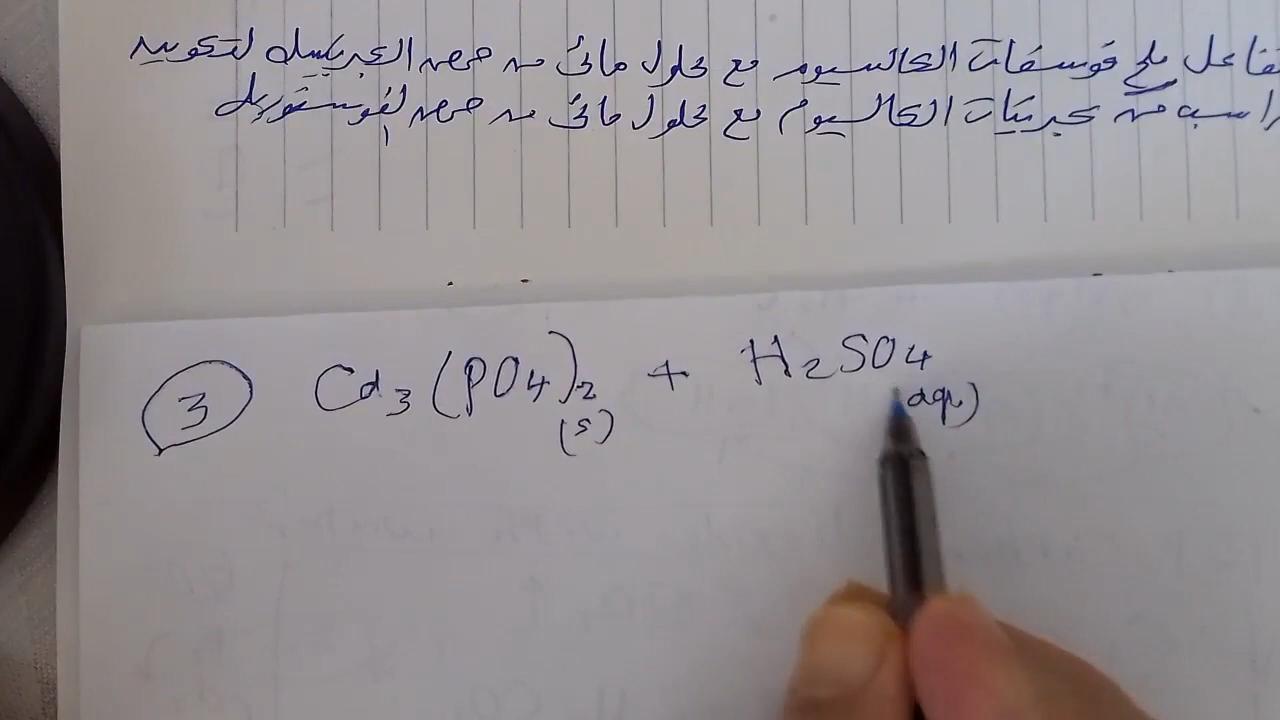 تفاعل ملح فوسفات الكالسيوم مع محلول مائي من حمض الكبريتيك لتكوين
راسب من كبريتات الكالسيوم مع محلول مائي من حمض الفوسفوريك
3 Cd3(PO4)2(s) + H2SO4(aq)